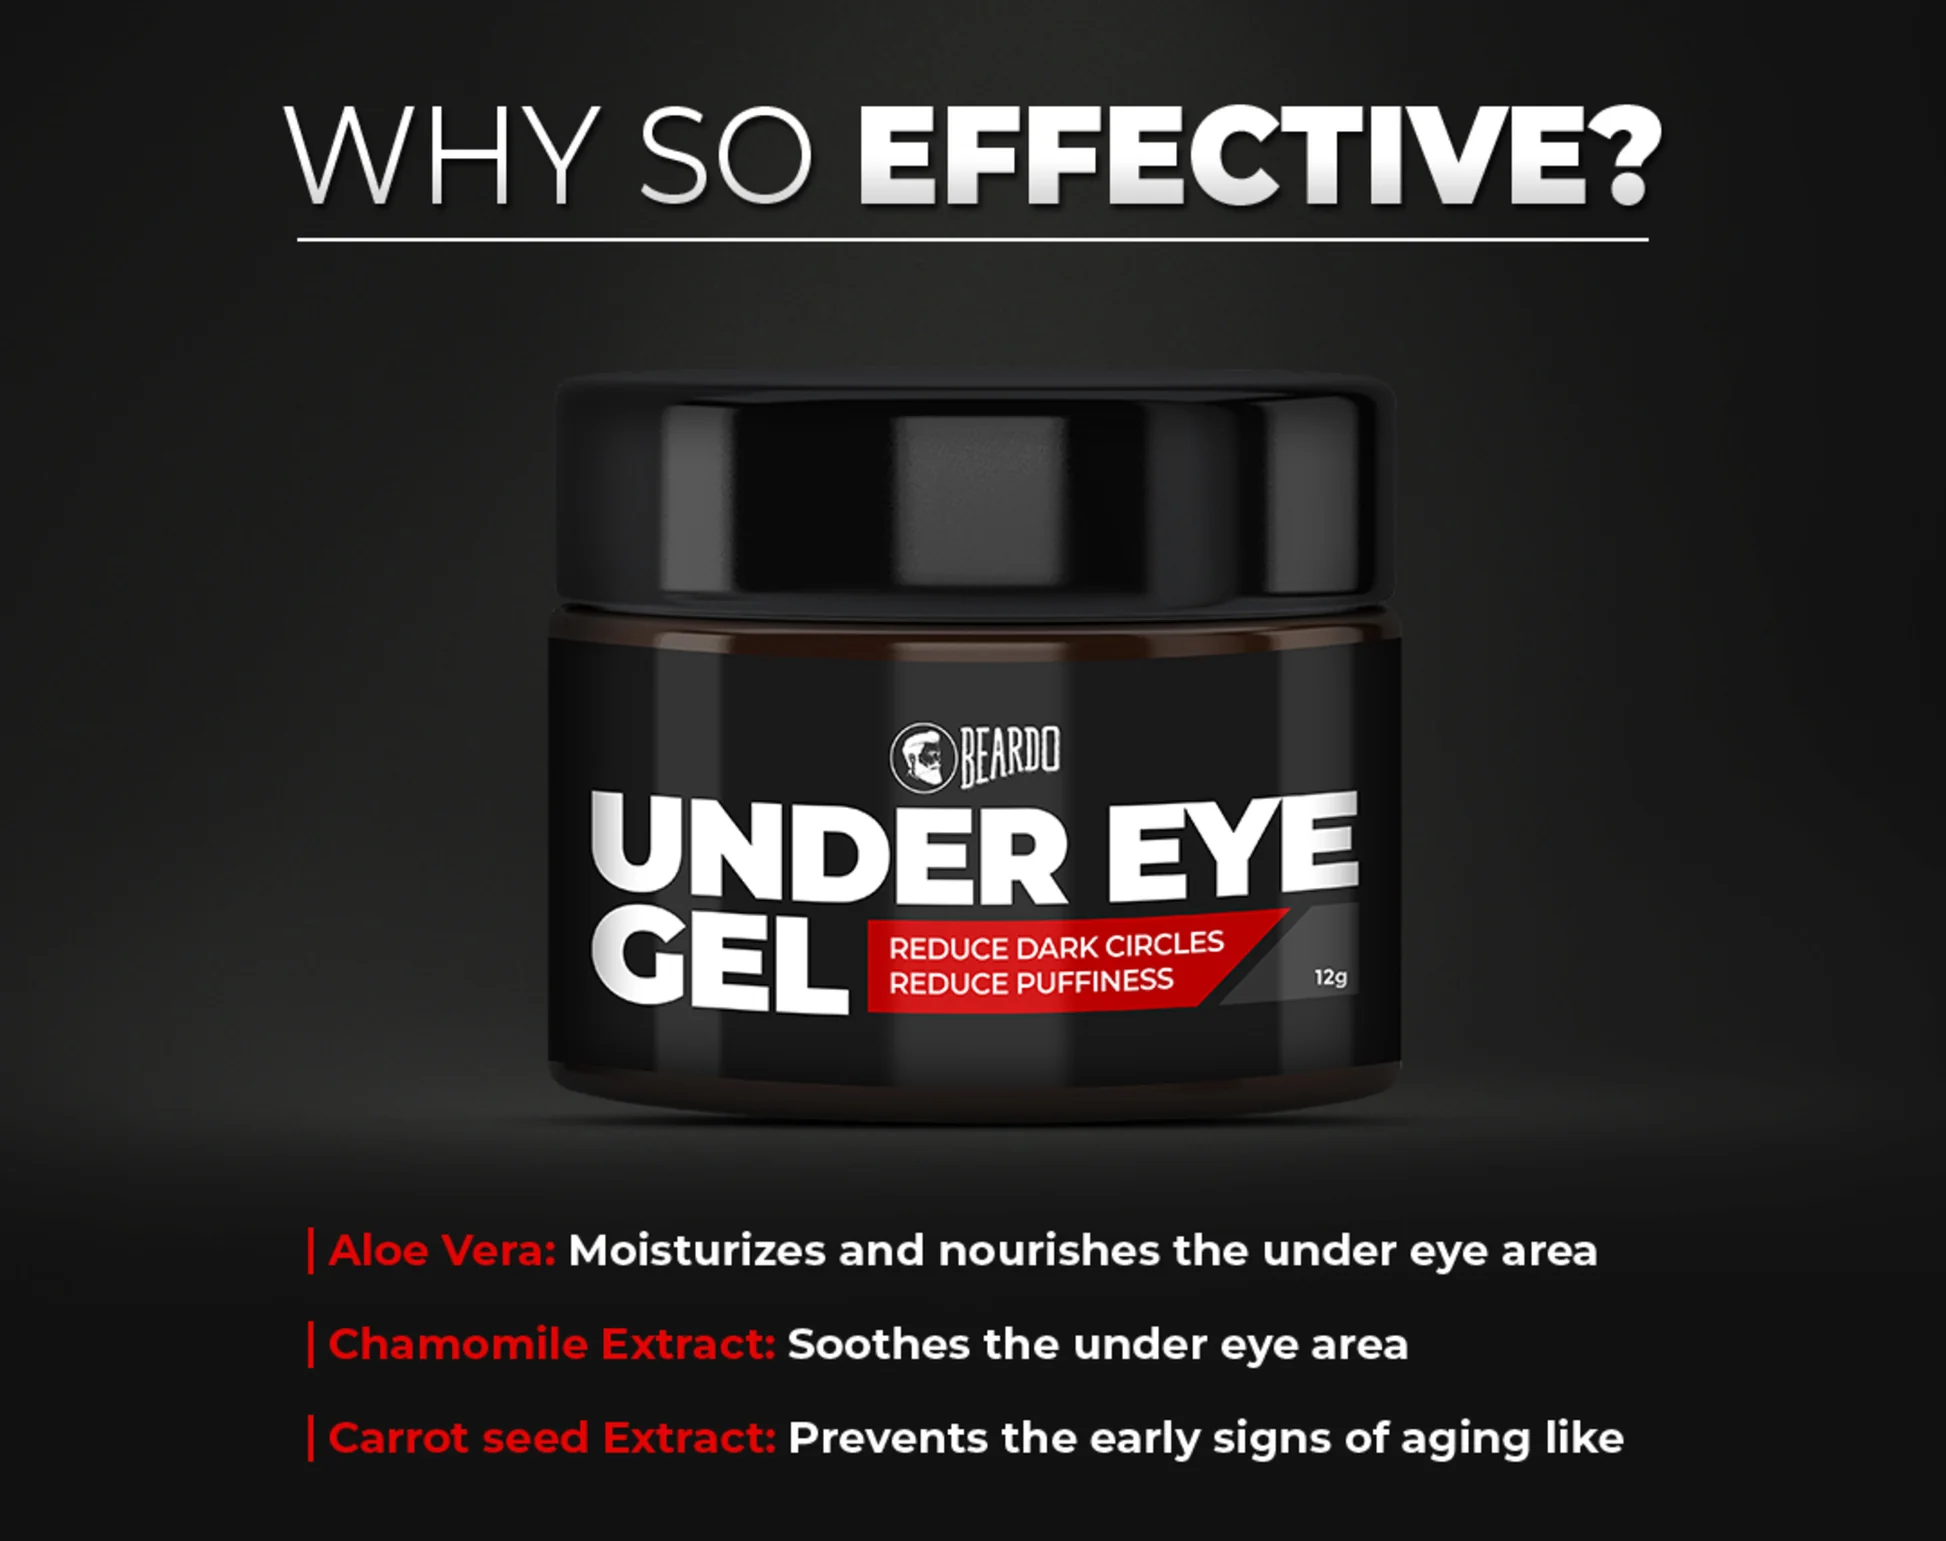 WHY SO EFFECTIVE?
BEARDO
UNDER EYE
GEL
REDUCE DARK CIRCLES
REDUCE PUFFINESS
12g
Aloe Vera: Moisturizes and nourishes the under eye area
Chamomile Extract: Soothes the under eye area
Carrot seed Extract: Prevents the early signs of aging like